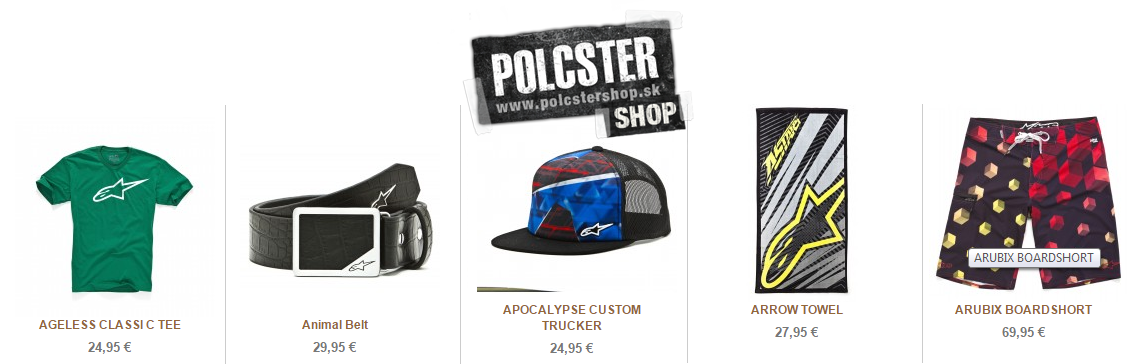 POLCSTER
www.polcstershop.sk
SHOP
ASTARS
ARUBIX BOARDSHORT
AGELESS CLASSIC TEE
24,95 €
Animal Belt
29,95 €
APOCALYPSE CUSTOM
TRUCKER
24,95 €
ARROW TOWEL
27,95 €
ARUBIX BOARDSHORT
69,95 €